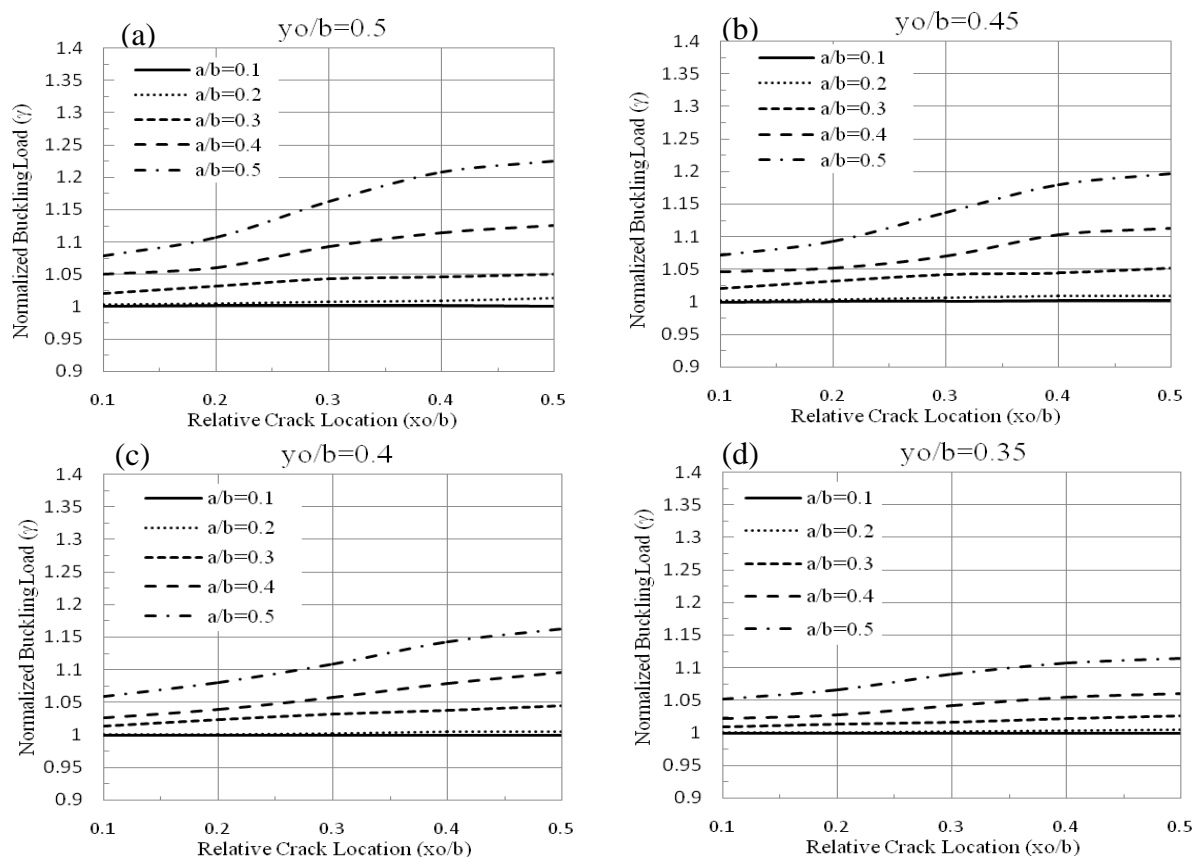 (a)
yo/b=0.5
Normalized Buckling Load (γ)
1.4
1.35
1.3
1.25
1.2
1.15
1.1
1.05
1
0.95
0.9
a/b=0.1
a/b=0.2
a/b=0.3
a/b=0.4
a/b=0.5
0.1 0.2 0.3 0.4 0.5
Relative Crack Location (xo/b)
(b)
yo/b=0.45
Normalized Buckling Load (γ)
1.4
1.35
1.3
1.25
1.2
1.15
1.1
1.05
1
0.95
0.9
a/b=0.1
a/b=0.2
a/b=0.3
a/b=0.4
a/b=0.5
0.1 0.2 0.3 0.4 0.5
Relative Crack Location (xo/b)
(c)
yo/b=0.4
Normalized Buckling Load (γ)
1.4
1.35
1.3
1.25
1.2
1.15
1.1
1.05
1
0.95
0.9
a/b=0.1
a/b=0.2
a/b=0.3
a/b=0.4
a/b=0.5
0.1 0.2 0.3 0.4 0.5
Relative Crack Location (xo/b)
(d)
yo/b=0.35
Normalized Buckling Load (γ)
1.4
1.35
1.3
1.25
1.2
1.15
1.1
1.05
1
0.95
0.9
a/b=0.1
a/b=0.2
a/b=0.3
a/b=0.4
a/b=0.5
0.1 0.2 0.3 0.4 0.5
Relative Crack Location (xo/b)